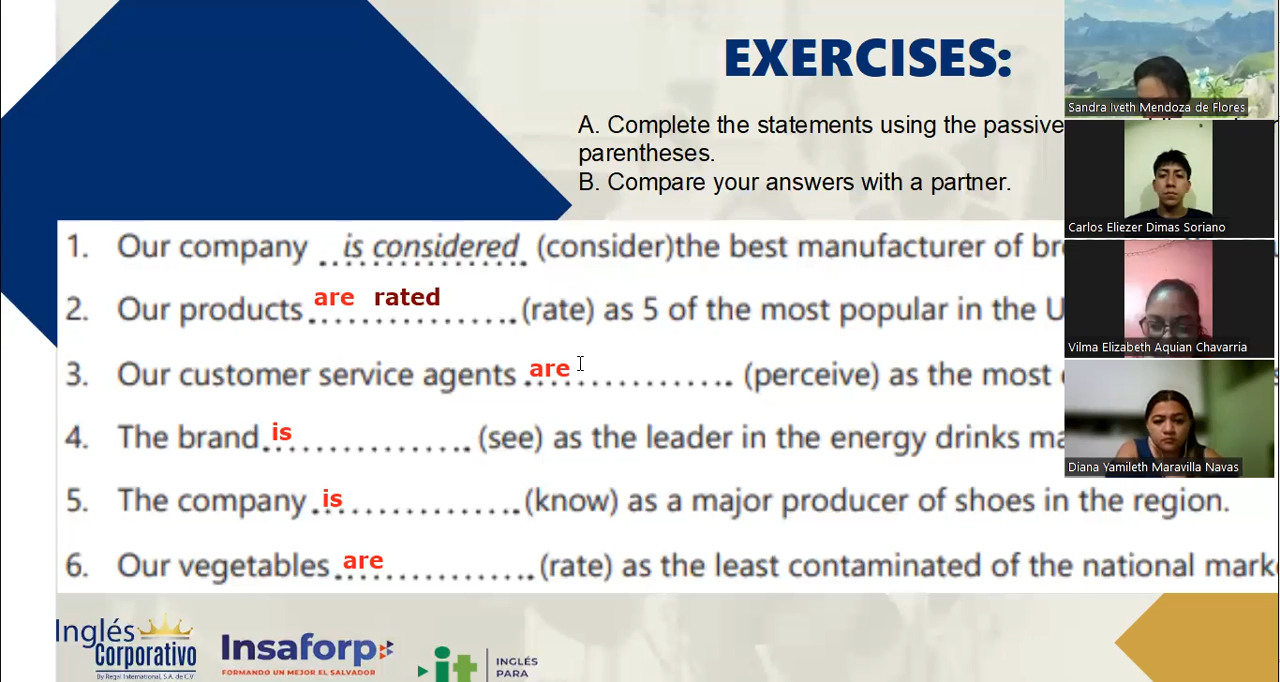 EXERCISES:
A. Complete the statements using the passive
parentheses.
B. Compare your answers with a partner.
1. Our company is considered (consider)the best manufacturer of
2. Our products are rated (rate) as 5 of the most popular in the U
3. Our customer service agents are (perceive) as the most
4. The brand is (see) as the leader in the energy drinks
5. The company is (know) as a major producer of shoes in the region.
6. Our vegetables are (rate) as the least contaminated of the national
Sandra Iveth Mendoza de Flores
Carlos Eliezer Dimas Soriano
Vilma Elizabeth Aquian Chavarria
Diana Yamileth Maravilla Navas
Inglés
Corporativo
By Regal International, S.A. de C.V
Insaforp
FORMANDO UN MEJOR EL SALVADOR
it
INGLÉS
PARA